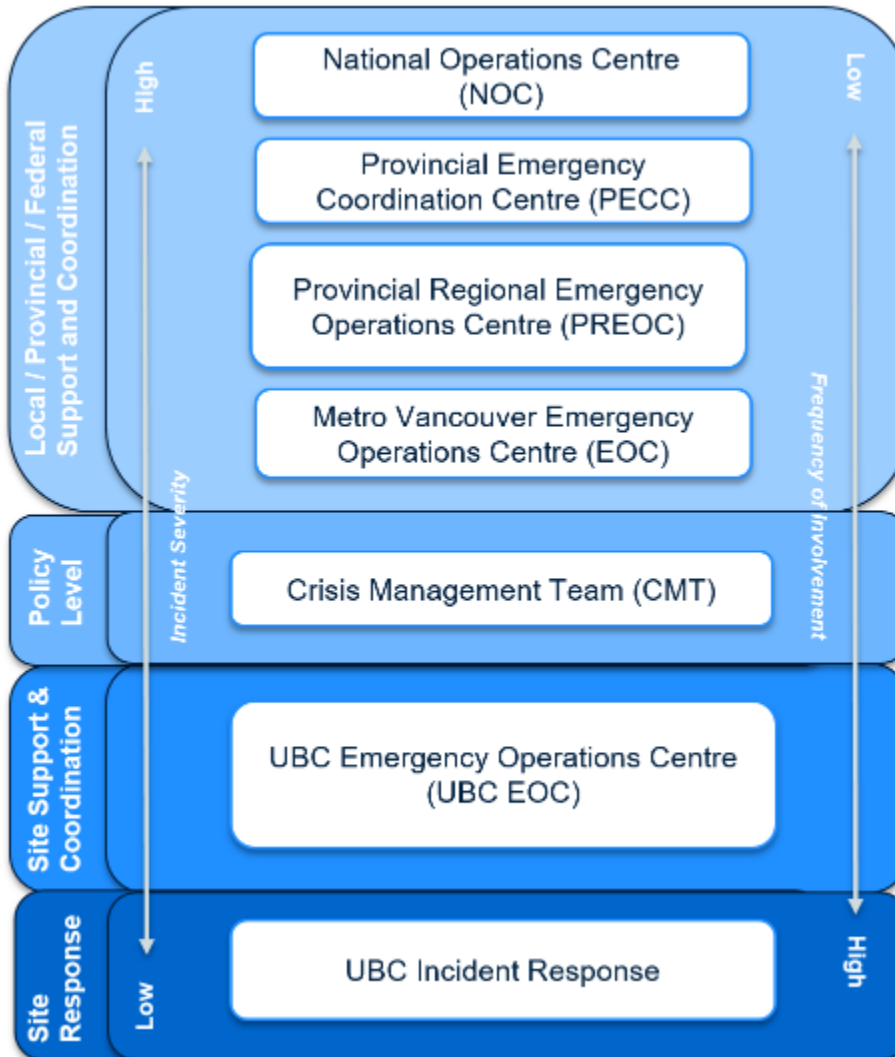 Local / Provincial / Federal
Support and Coordination
High
Low
National Operations Centre
(NOC)
Provincial Emergency
Coordination Centre (PECC)
Provincial Regional Emergency
Operations Centre (PREOC)
Metro Vancouver Emergency
Operations Centre (EOC)
Incident Severity
Frequency of Involvement
Policy
Level
Crisis Management Team (CMT)
Site Support &
Coordination
UBC Emergency Operations Centre
(UBC EOC)
Site
Response
Low
High
UBC Incident Response